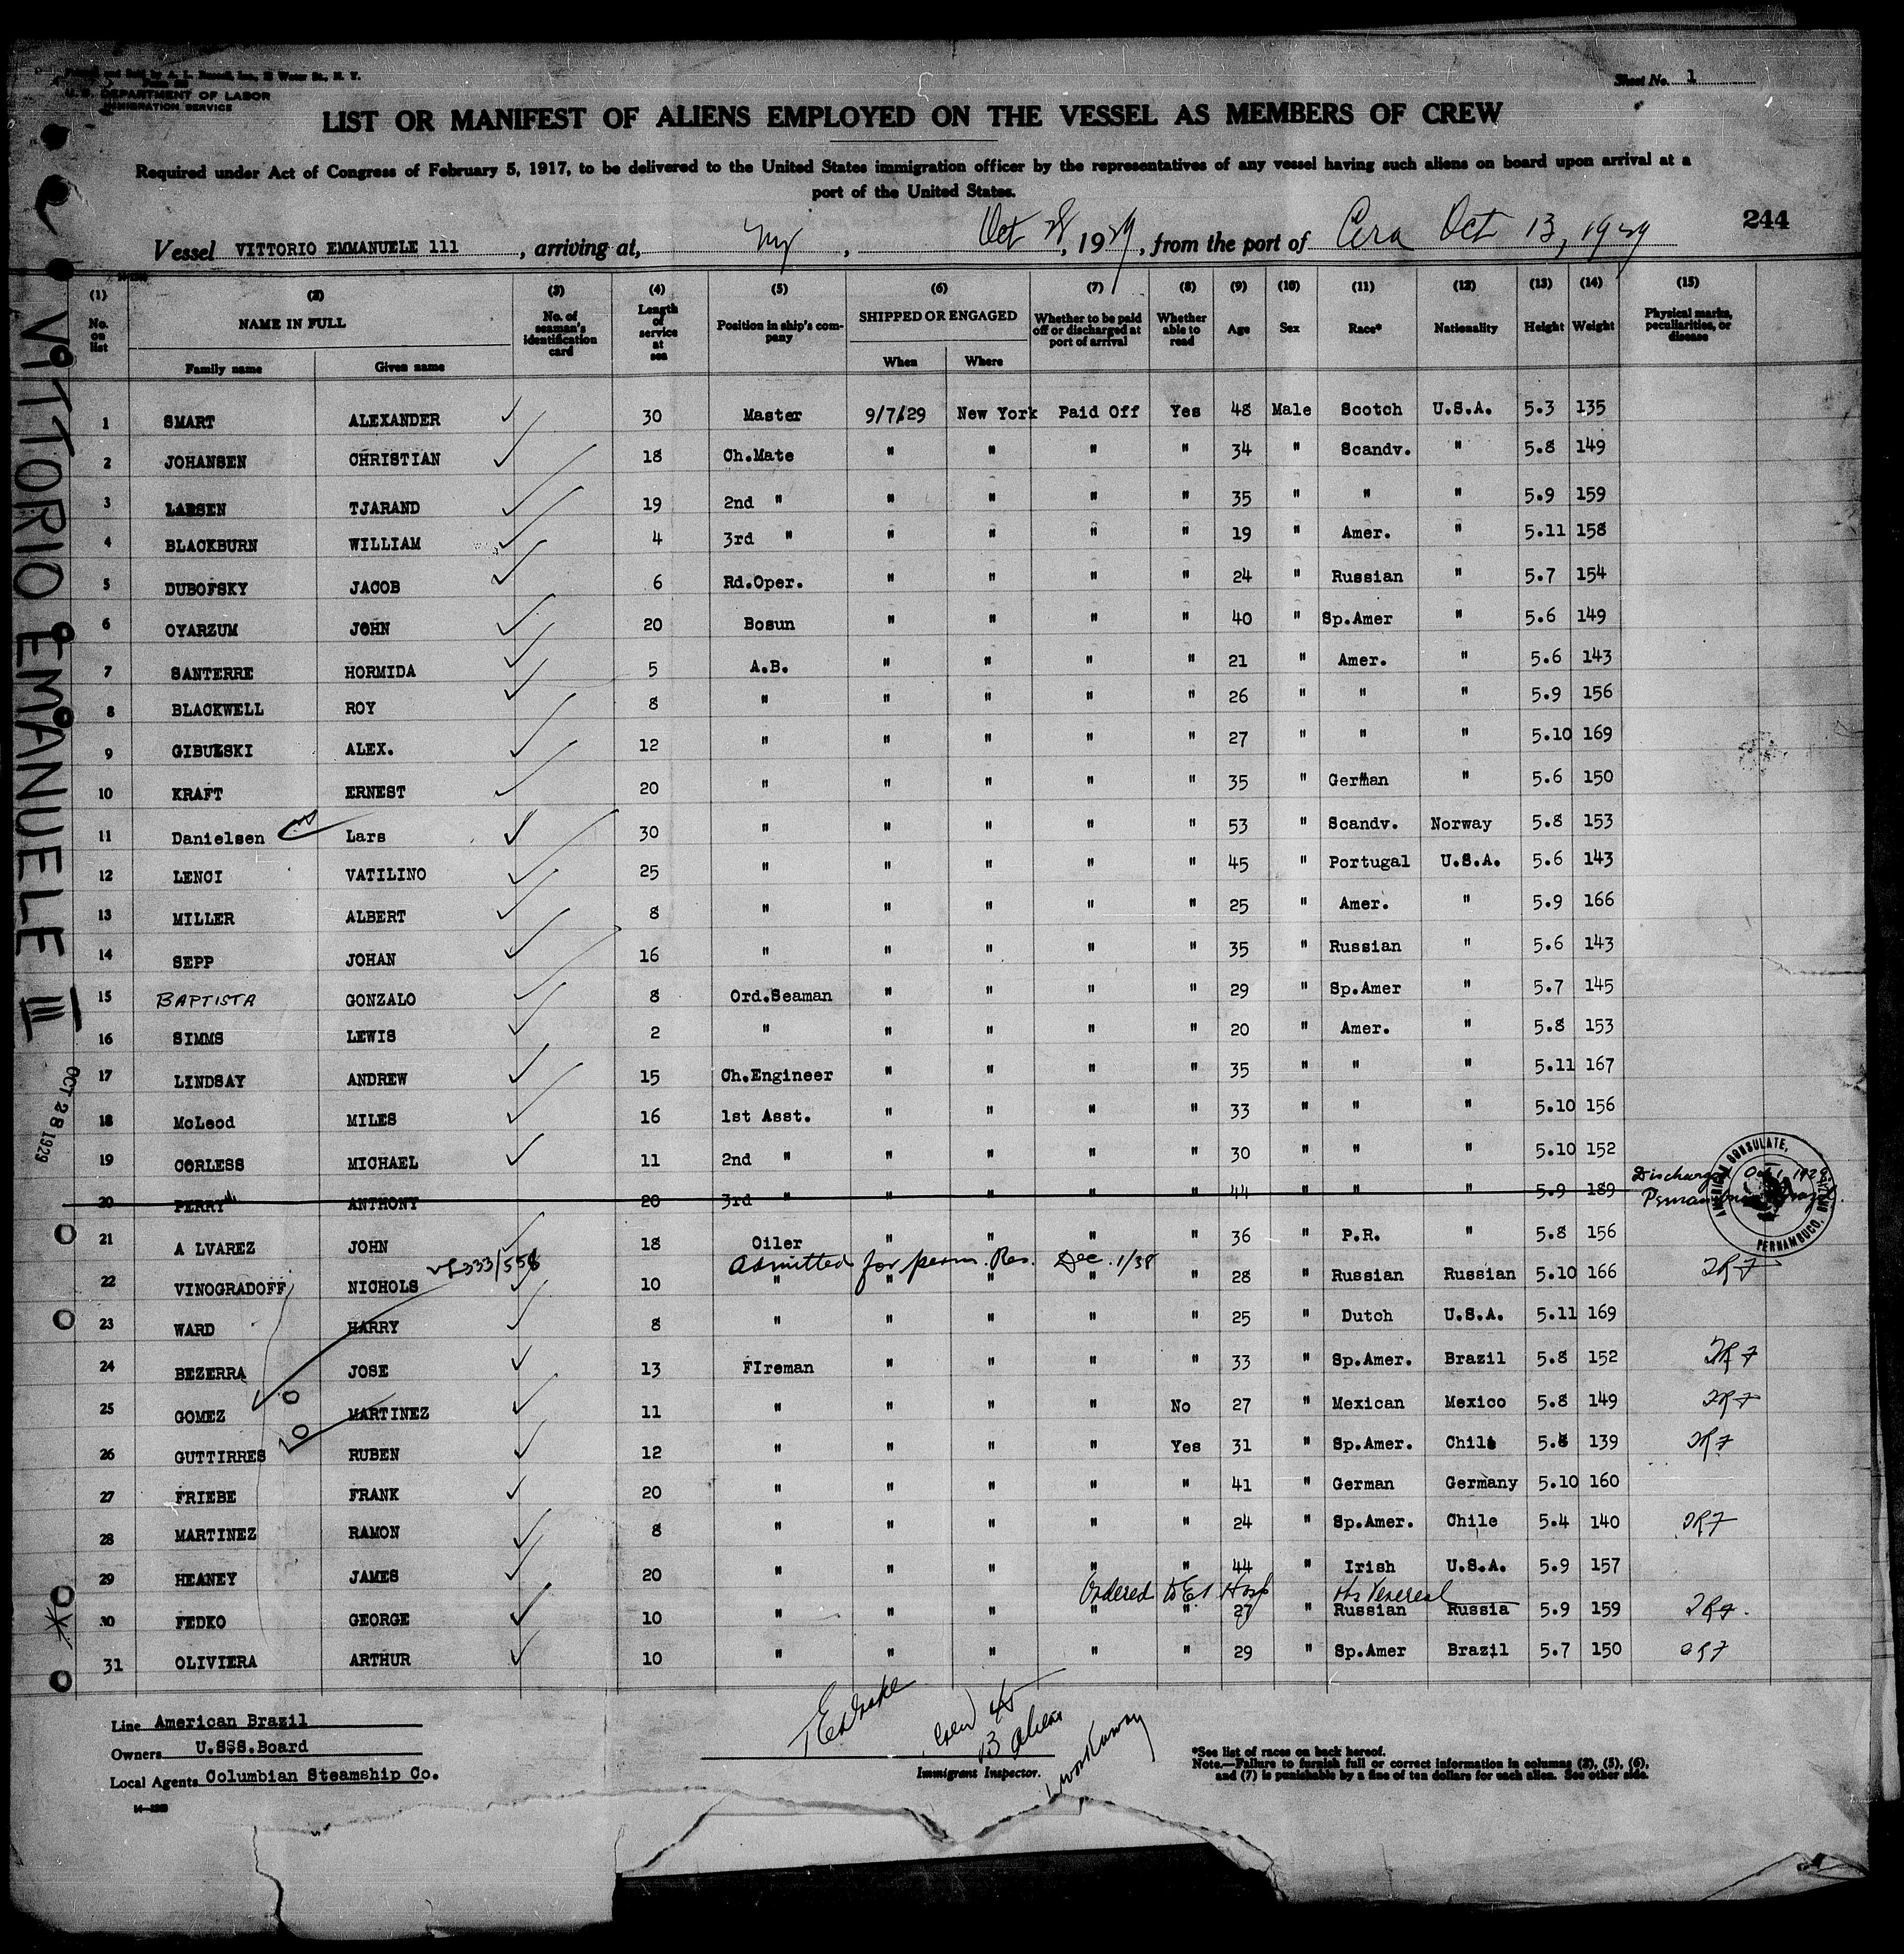 Sheet No. 1
U. S. DEPARTMENT OF LABOR
IMMIGRATION SERVICE
LIST OR MANIFEST OF ALIENS EMPLOYED ON THE VESSEL AS MEMBERS OF CREW
Required under Act of Congress of February 5, 1917, to be delivered to the United States immigration officer by the representatives of any vessel having such aliens on board upon arrival at a
port of the United States.
244
Vessel VITTORIO EMMANUELE 111, arriving at, NY, Oct 28, 1929, from the port of Cera Oct 13, 1929
(1) (2) (3) (4) (5) (6) (7) (8) (9) (10) (11) (12) (13) (14) (15)
No. on list NAME IN FULL No. of seaman's identification card Length of service at sea Position in ship's company SHIPPED OR ENGAGED Whether to be paid off or discharged at port of arrival Whether able to read Age Sex Race* Nationality Height Weight Physical marks, peculiarities, or disease
Family name Given name When Where
1 SMART ALEXANDER 30 Master 9/7/29 New York Paid Off Yes 48 Male Scotch U.S.A. 5.3 135
2 JOHANSEN CHRISTIAN 18 Ch.Mate " " " " 34 " Scandv. " 5.8 149
3 LARSEN TJARAND 19 2nd " " " " " 35 " " " 5.9 159
4 BLACKBURN WILLIAM 4 3rd " " " " " 19 " Amer. " 5.11 158
5 DUBOFSKY JACOB 6 Rd.Oper. " " " " 24 " Russian " 5.7 154
6 OYARZUM JOHN 20 Bosun " " " " 40 " Sp.Amer " 5.6 149
7 SANTERRE HORMIDA 5 A.B. " " " " 21 " Amer. " 5.6 143
8 BLACKWELL ROY 8 " " " " " 26 " " " 5.9 156
9 GIBULSKI ALEX. 12 " " " " " 27 " " " 5.10 169
10 KRAFT ERNEST 20 " " " " " 35 " German " 5.6 150
11 Danielsen Lars 30 " " " " " 53 " Scandv. Norway 5.8 153
12 LENCI VATILINO 25 " " " " " 45 " Portugal U.S.A. 5.6 143
13 MILLER ALBERT 8 " " " " " 25 " Amer. " 5.9 166
14 SEPP JOHAN 16 " " " " " 35 " Russian " 5.6 143
15 BAPTISTA GONZALO 8 Ord.Seaman " " " " 29 " Sp.Amer " 5.7 145
16 SIMMS LEWIS 2 " " " " " 20 " Amer. " 5.8 153
17 LINDSAY ANDREW 15 Ch.Engineer " " " " 35 " " " 5.11 167
18 McLeod MILES 16 1st Asst. " " " " 33 " " " 5.10 156
19 CORLESS MICHAEL 11 2nd " " " " " 30 " " " 5.10 152
20 PERRY ANTHONY 20 3rd " " " " " 44 " " " 5.9 189
AMERICAN CONSULATE, PERNAMBUCO, BRAZIL
21 ALVAREZ JOHN 18 Oiler " " " " 36 " P.R. " 5.8 156
Admitted for perm. Res. Dec. 1/38
22 VINOGRADOFF NICHOLS 10 " " " " " 28 " Russian Russian 5.10 166
23 WARD HARRY 8 " " " " " 25 " Dutch U.S.A. 5.11 169
24 BEZERRA JOSE 13 FIreman " " " " 33 " Sp.Amer. Brazil 5.8 152
25 GOMEZ MARTINEZ 11 " " " " No 27 " Mexican Mexico 5.8 149
26 GUTTIRRES RUBEN 12 " " " " Yes 31 " Sp.Amer. Chile 5.8 139
27 FRIEBE FRANK 20 " " " " " 41 " German Germany 5.10 160
28 MARTINEZ RAMON 8 " " " " " 24 " Sp.Amer. Chile 5.4 140
29 HEANEY JAMES 20 " " " " " 44 " Irish U.S.A. 5.9 157
Ordered to E I Hosp Venereal
30 FEDKO GEORGE 10 " " " " " 27 " Russian Russia 5.9 159
31 OLIVIERA ARTHUR 10 " " " " " 29 " Sp.Amer Brazil 5.7 150
Line American Brazil
Owners U.SSS.Board
Local Agents Columbian Steamship Co.
Crew 45
13 Aliens
1 workaway
Immigrant Inspector.
*See list of races on back hereof.
Note.—Failure to furnish full or correct information in columns (2), (5), (6),
and (7) is punishable by a fine of ten dollars for each alien. See other side.
VITTORIO EMANUELE III
OCT 28 1929